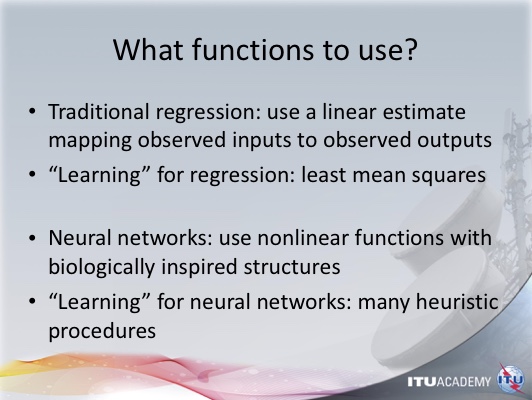 What functions to use?
• Traditional regression: use a linear estimate
mapping observed inputs to observed outputs
• “Learning” for regression: least mean squares
• Neural networks: use nonlinear functions with
biologically inspired structures
• “Learning” for neural networks: many heuristic
procedures
ITUACADEMY ITU